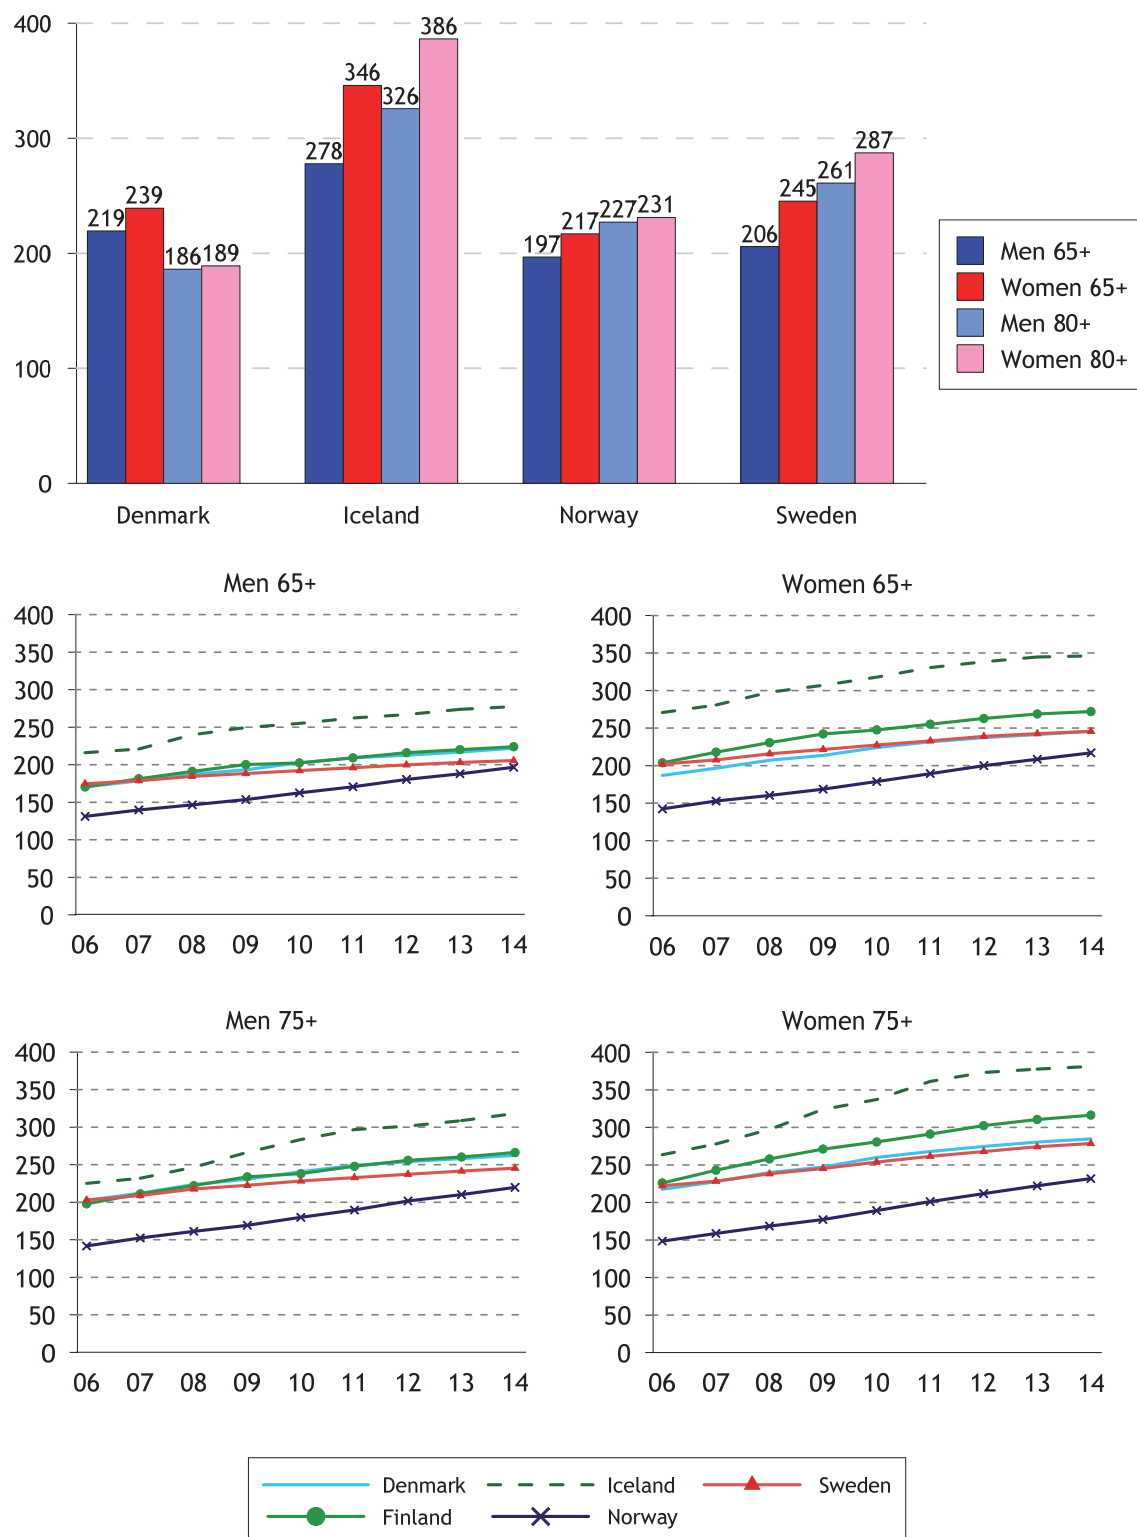 400
300
200
100
0
219 239 186 189
278 346 326 386
197 217 227 231
206 245 261 287
Denmark Iceland Norway Sweden
Men 65+
Women 65+
Men 80+
Women 80+
Men 65+
400
350
300
250
200
150
100
50
0
06 07 08 09 10 11 12 13 14
Women 65+
400
350
300
250
200
150
100
50
0
06 07 08 09 10 11 12 13 14
Men 75+
400
350
300
250
200
150
100
50
0
06 07 08 09 10 11 12 13 14
Women 75+
400
350
300
250
200
150
100
50
0
06 07 08 09 10 11 12 13 14
Denmark Iceland Sweden
Finland Norway